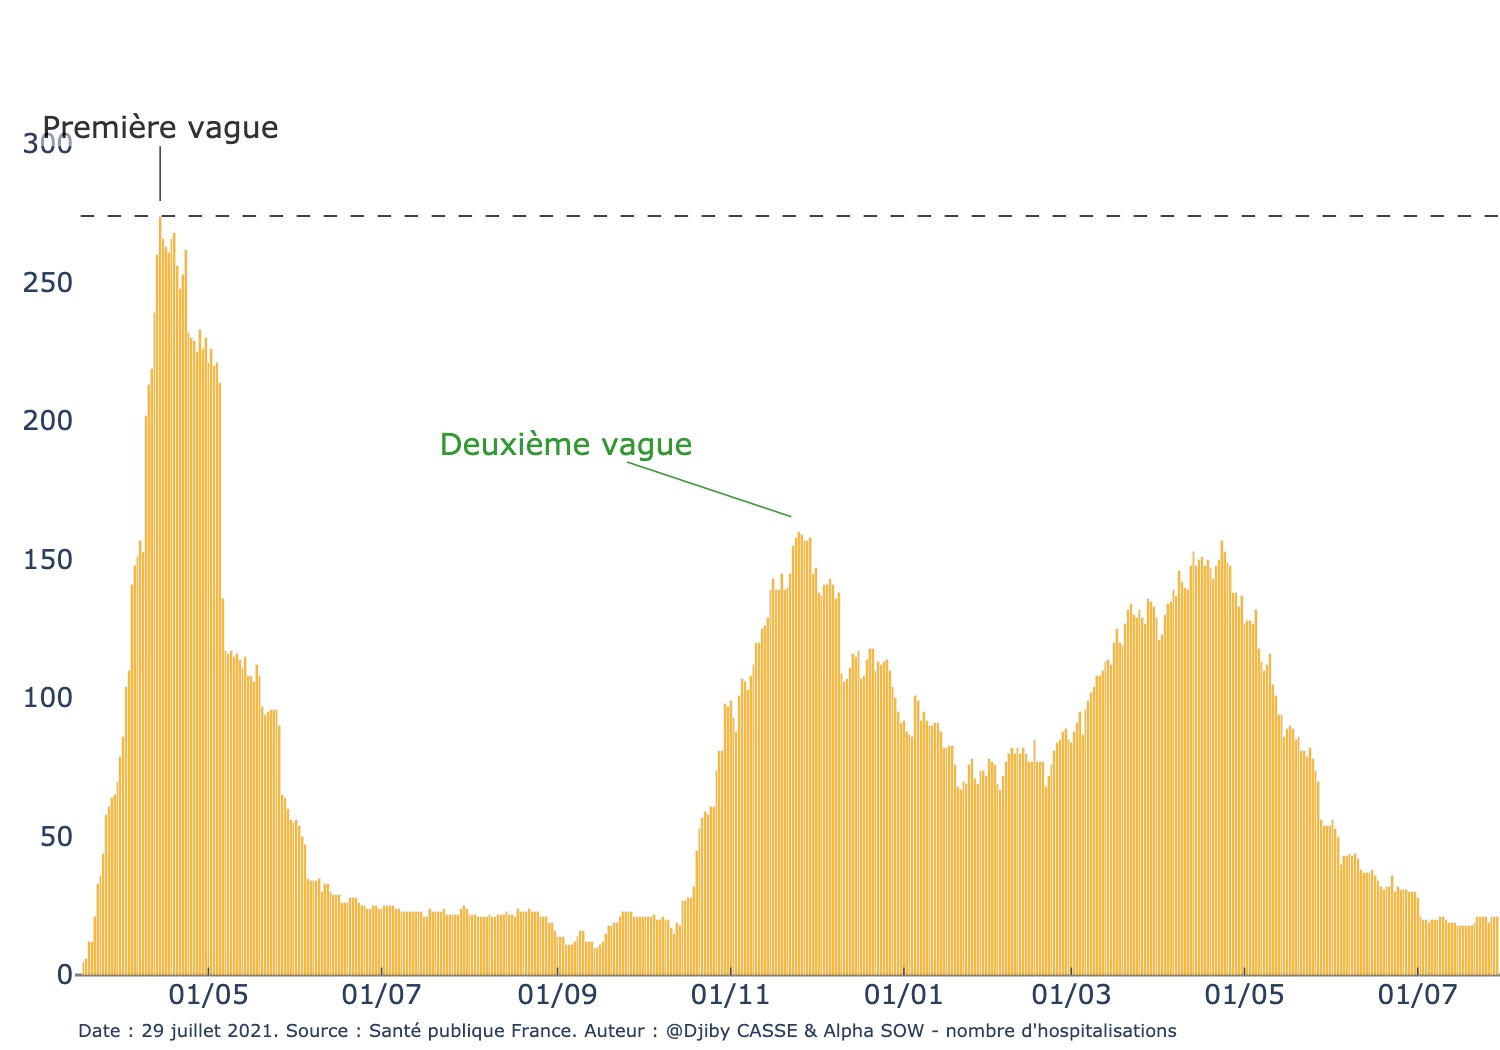 Première vague
300
250
200
Deuxième vague
150
100
50
0
01/05 01/07 01/09 01/11 01/01 01/03 01/05 01/07
Date : 29 juillet 2021. Source : Santé publique France. Auteur : @Djiby CASSE & Alpha SOW - nombre d'hospitalisations